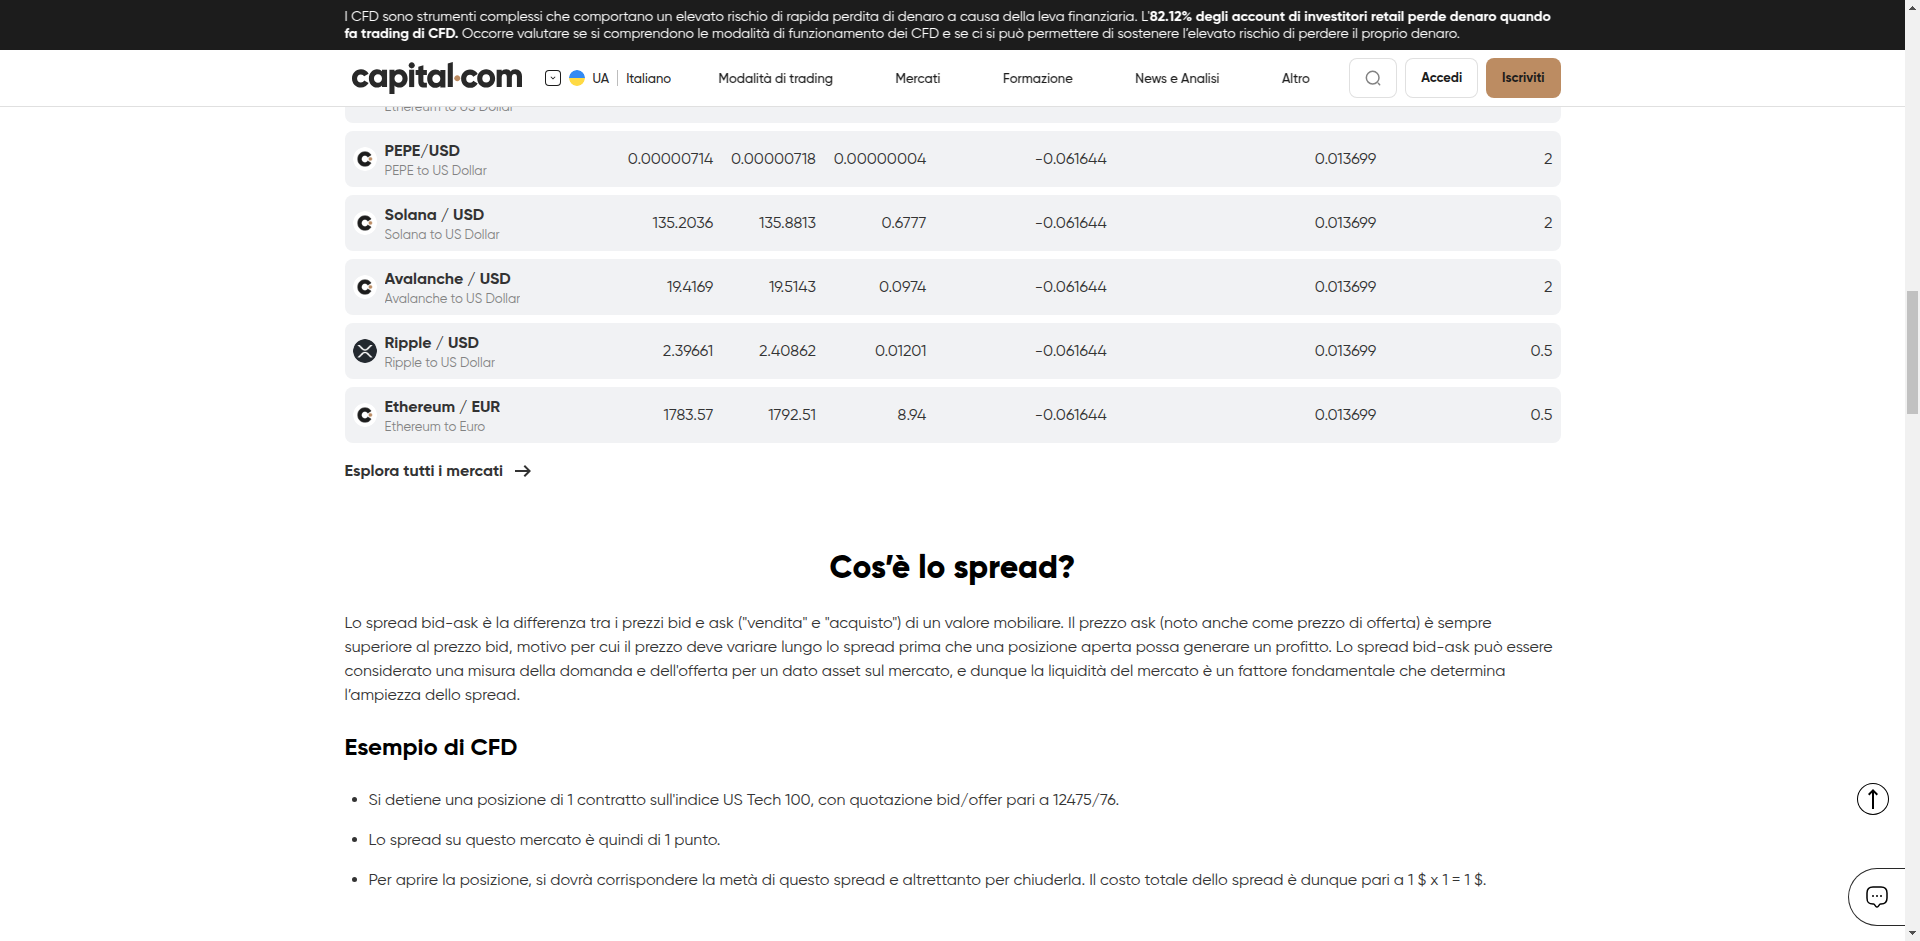 I CFD sono strumenti complessi che comportano un elevato rischio di rapida perdita di denaro a causa della leva finanziaria. L'82.12% degli account di investitori retail perde denaro quando
fa trading di CFD. Occorre valutare se si comprendono le modalità di funzionamento dei CFD e se ci si può permettere di sostenere l'elevato rischio di perdere il proprio denaro.
capital.com UA Italiano Modalità di trading Mercati Formazione News e Analisi Altro Accedi Iscriviti
Ethereum to US Dollar
PEPE/USD 0.00000714 0.00000718 0.00000004 -0.061644 0.013699 2
PEPE to US Dollar
Solana / USD 135.2036 135.8813 0.6777 -0.061644 0.013699 2
Solana to US Dollar
Avalanche / USD 19.4169 19.5143 0.0974 -0.061644 0.013699 2
Avalanche to US Dollar
Ripple / USD 2.39661 2.40862 0.01201 -0.061644 0.013699 0.5
Ripple to US Dollar
Ethereum / EUR 1783.57 1792.51 8.94 -0.061644 0.013699 0.5
Ethereum to Euro
Esplora tutti i mercati
Cos'è lo spread?
Lo spread bid-ask è la differenza tra i prezzi bid e ask ("vendita" e "acquisto") di un valore mobiliare. Il prezzo ask (noto anche come prezzo di offerta) è sempre
superiore al prezzo bid, motivo per cui il prezzo deve variare lungo lo spread prima che una posizione aperta possa generare un profitto. Lo spread bid-ask può essere
considerato una misura della domanda e dell'offerta per un dato asset sul mercato, e dunque la liquidità del mercato è un fattore fondamentale che determina
l'ampiezza dello spread.
Esempio di CFD
• Si detiene una posizione di 1 contratto sull'indice US Tech 100, con quotazione bid/offer pari a 12475/76.
• Lo spread su questo mercato è quindi di 1 punto.
• Per aprire la posizione, si dovrà corrispondere la metà di questo spread e altrettanto per chiuderla. Il costo totale dello spread è dunque pari a 1 $ x 1 = 1 $.